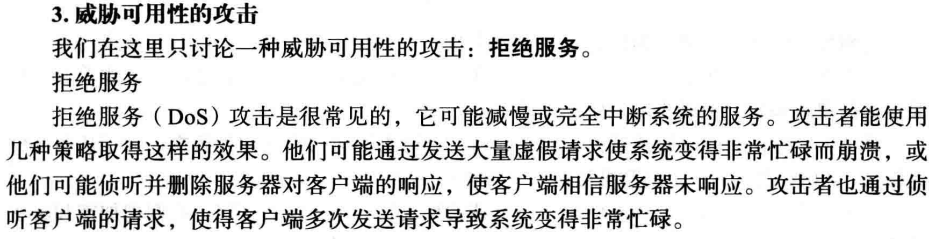 3. 威胁可用性的攻击
我们在这里只讨论一种威胁可用性的攻击：拒绝服务。
拒绝服务
拒绝服务（DoS）攻击是很常见的，它可能减慢或完全中断系统的服务。攻击者能使用
几种策略取得这样的效果。他们可能通过发送大量虚假请求使系统变得非常忙碌而崩溃，或
他们可能侦听并删除服务器对客户端的响应，使客户端相信服务器未响应。攻击者也通过侦
听客户端的请求，使得客户端多次发送请求导致系统变得非常忙碌。